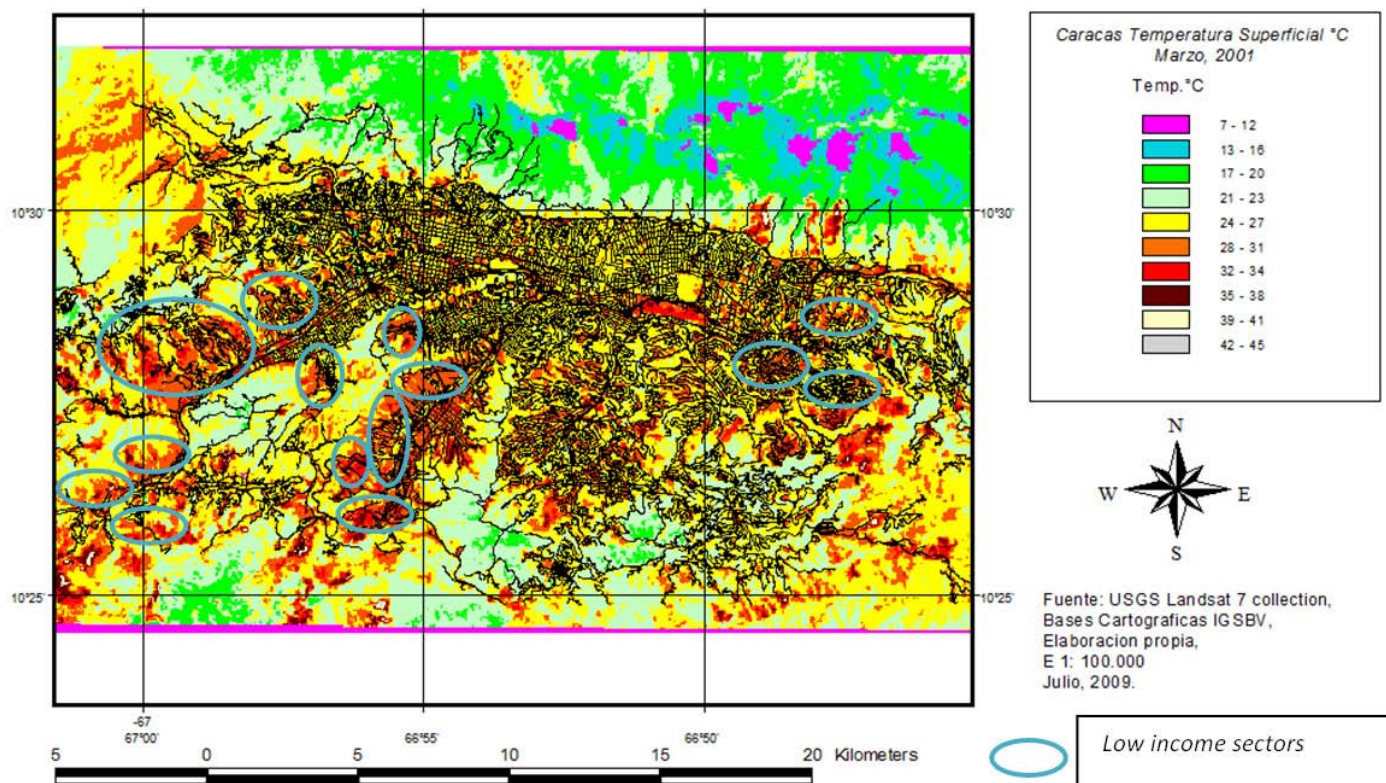 Caracas Temperatura Superficial °C
Marzo, 2001
Temp.°C
7 - 12
13 - 16
17 - 20
21 - 23
24 - 27
28 - 31
32 - 34
35 - 38
39 - 41
42 - 45
10°30'
10°30'
10°25'
10°25'
-67
67°00'
66°55'
66°50'
5 0 5 10 15 20 Kilometers
N
W E
S
Fuente: USGS Landsat 7 collection,
Bases Cartograficas IGSBV,
Elaboracion propia,
E 1: 100.000
Julio, 2009.
Low income sectors